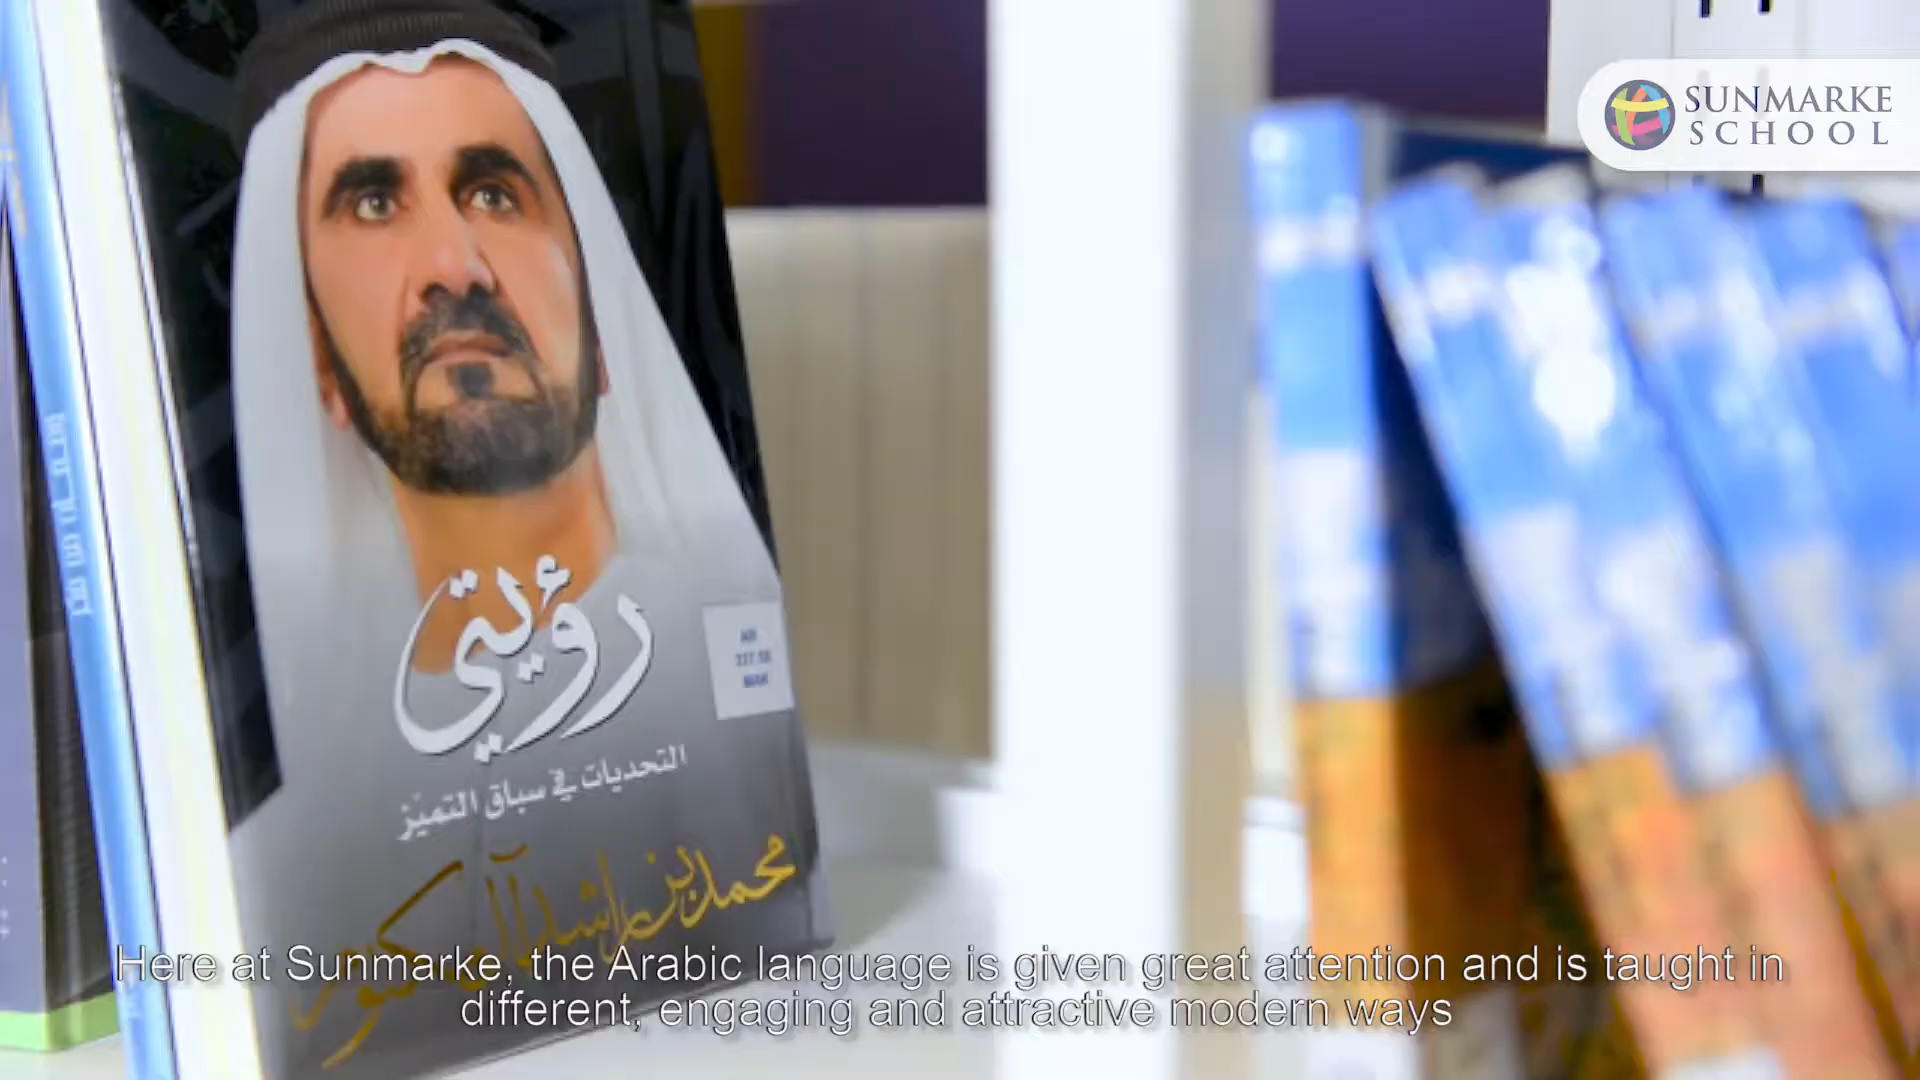 SUNMARKE
SCHOOL
رؤيتي
التحديات في سباق التميّز
محمد بن راشد آل مكتوم
Here at Sunmarke, the Arabic language is given great attention and is taught in
different, engaging and attractive modern ways